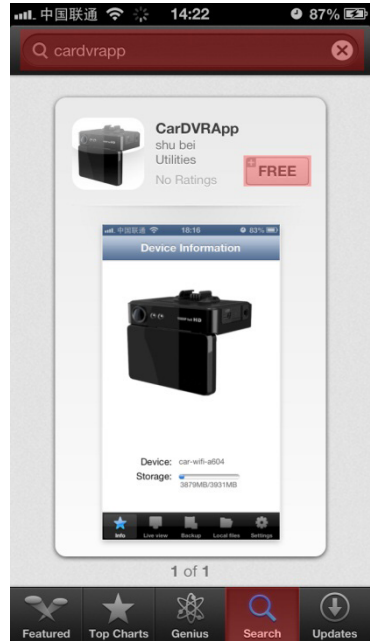 中国联通 14:22 87%
cardvrapp
CarDVRApp
shu bei
Utilities
No Ratings
FREE
中国联通 18:16 83%
Device Information
Device: car-wifi-a604
Storage:
3879MB/3931MB
Info Live view Backup Local files Settings
1 of 1
Featured Top Charts Genius Search Updates